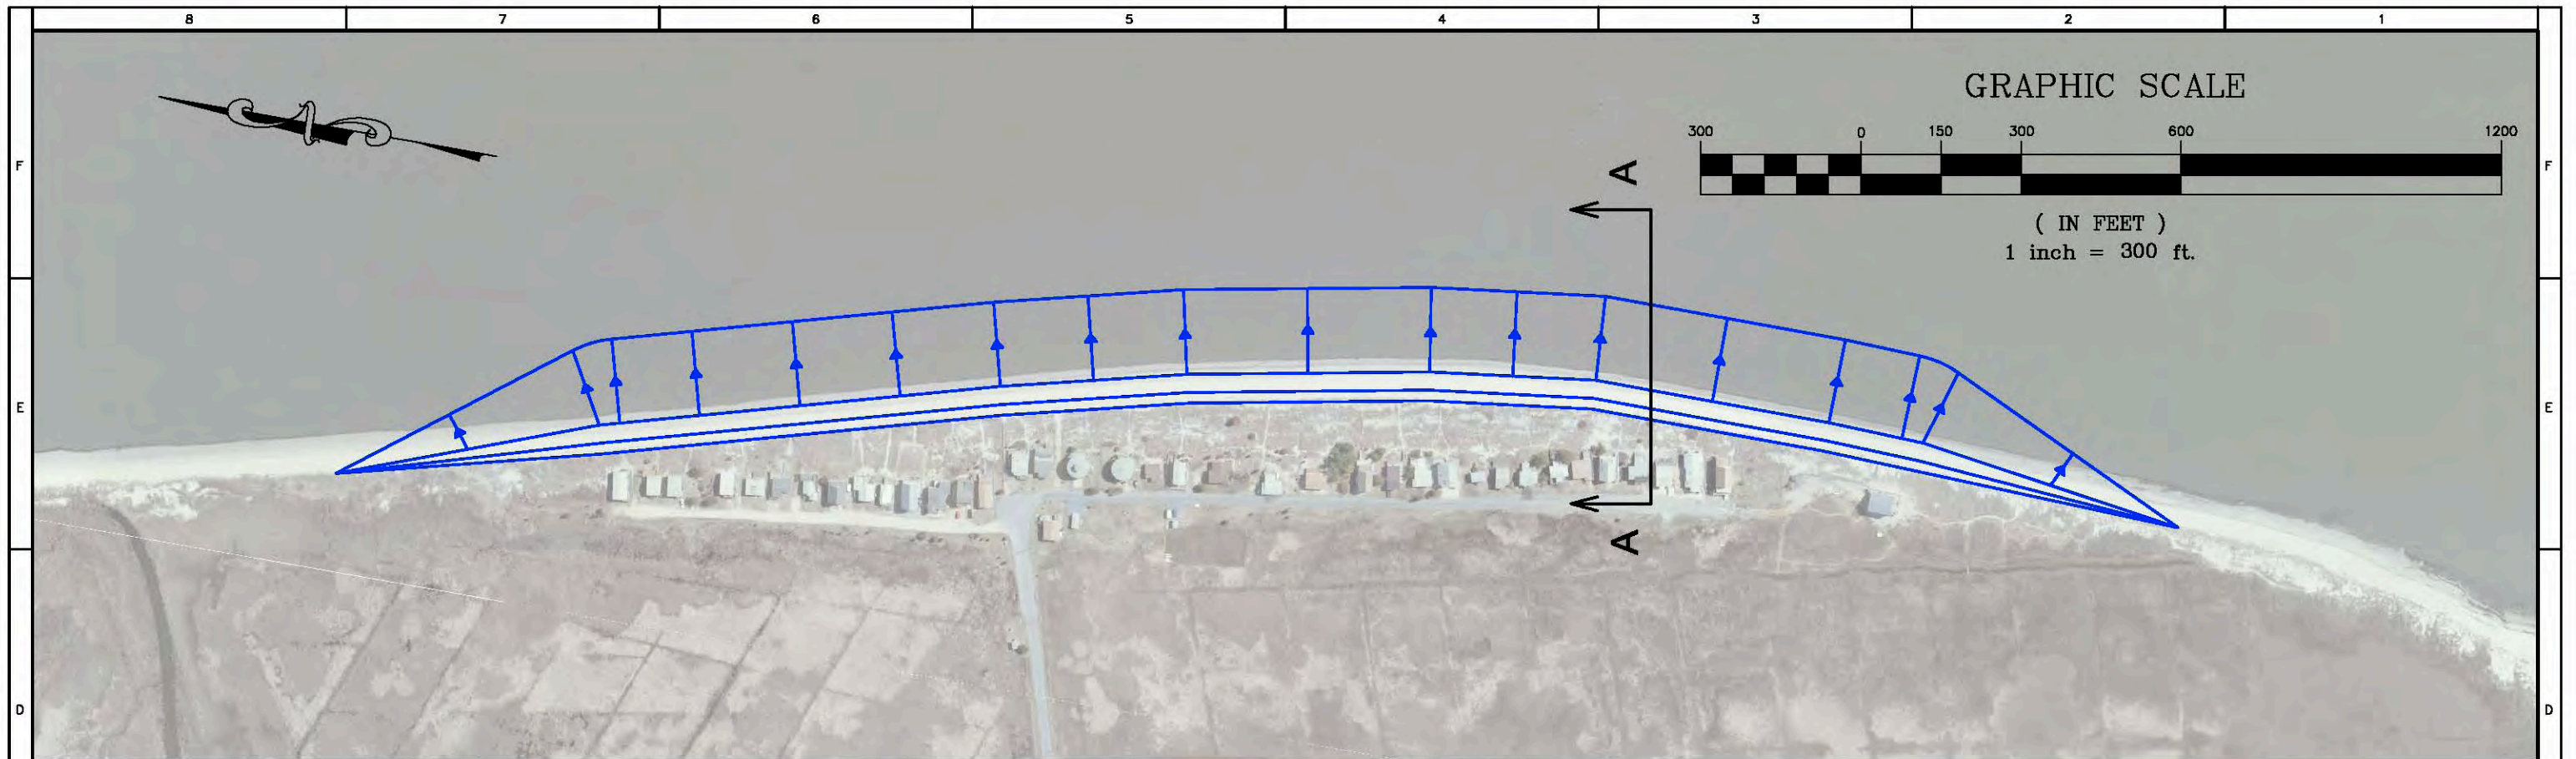 8 7 6 5 4 3 2 1
GRAPHIC SCALE
300 0 150 300 600 1200
F F
A
( IN FEET )
1 inch = 300 ft.
E E
A
D D